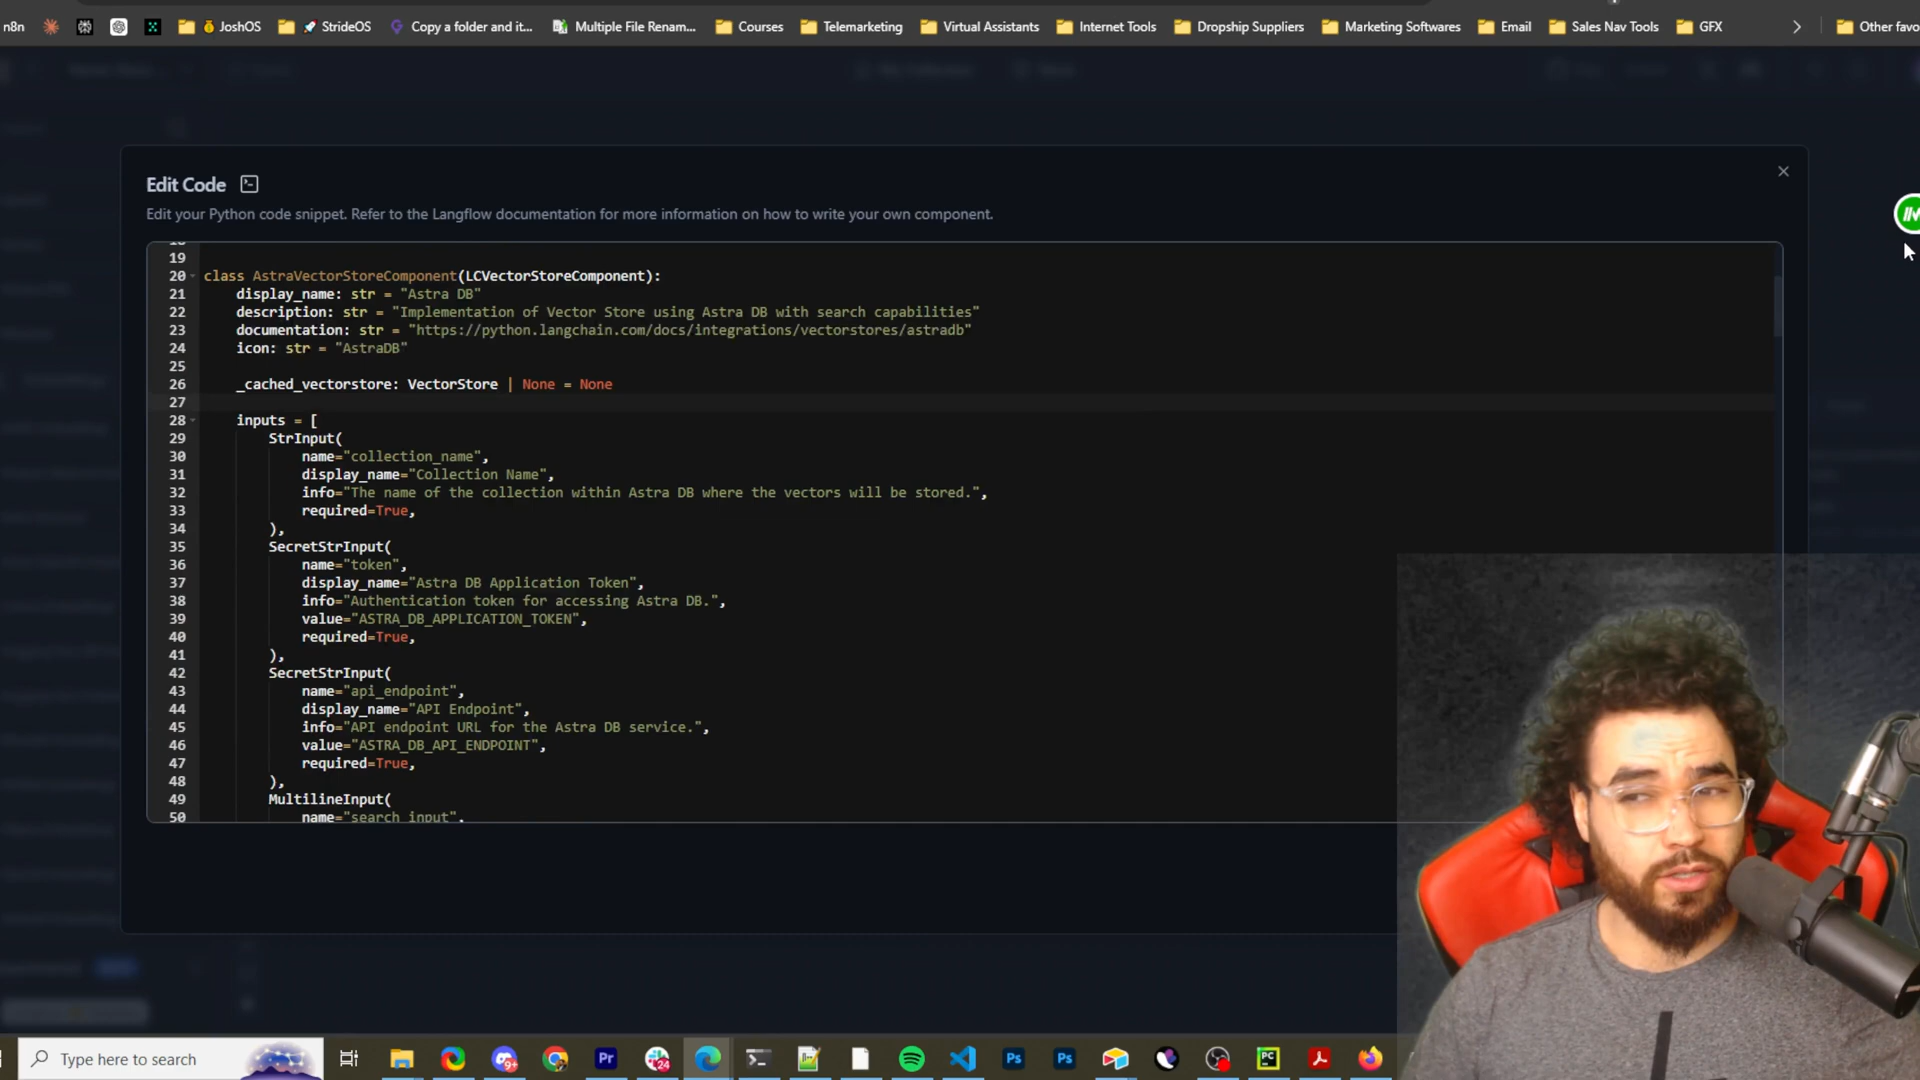 n8n JoshOS StrideOS Copy a folder and it... Multiple File Renam... Courses Telemarketing Virtual Assistants Internet Tools Dropship Suppliers Marketing Softwares Email Sales Nav Tools GFX Other favo
Edit Code
Edit your Python code snippet. Refer to the Langflow documentation for more information on how to write your own component.
19
20 class AstraVectorStoreComponent(LCVectorStoreComponent):
21 display_name: str = "Astra DB"
22 description: str = "Implementation of Vector Store using Astra DB with search capabilities"
23 documentation: str = "https://python.langchain.com/docs/integrations/vectorstores/astradb"
24 icon: str = "AstraDB"
25
26 _cached_vectorstore: VectorStore | None = None
27
28 inputs = [
29 StrInput(
30 name="collection_name",
31 display_name="Collection Name",
32 info="The name of the collection within Astra DB where the vectors will be stored.",
33 required=True,
34 ),
35 SecretStrInput(
36 name="token",
37 display_name="Astra DB Application Token",
38 info="Authentication token for accessing Astra DB.",
39 value="ASTRA_DB_APPLICATION_TOKEN",
40 required=True,
41 ),
42 SecretStrInput(
43 name="api_endpoint",
44 display_name="API Endpoint",
45 info="API endpoint URL for the Astra DB service.",
46 value="ASTRA_DB_API_ENDPOINT",
47 required=True,
48 ),
49 MultilineInput(
50 name="search_input",
Type here to search 9+ Pr 24 Ps Ps PC